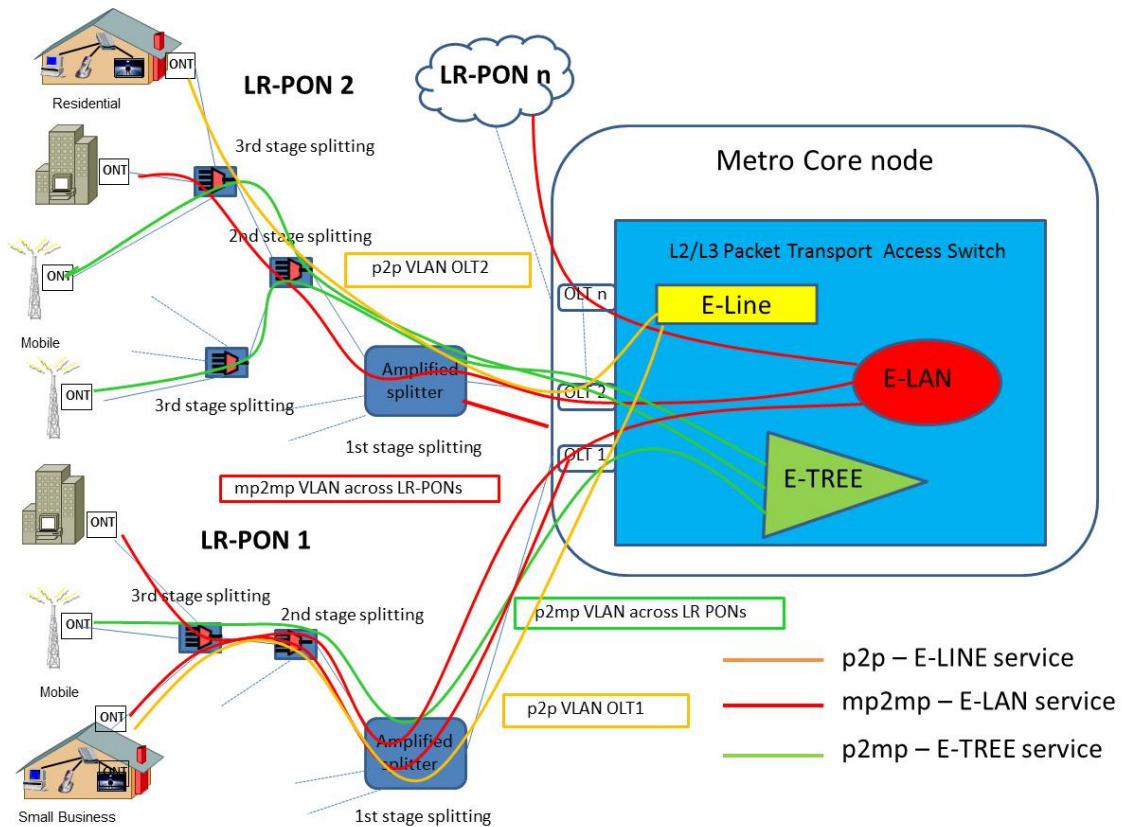 ONT
LR-PON 2
Residential
LR-PON n
3rd stage splitting
ONT
Metro Core node
2nd stage splitting
p2p VLAN OLT2
L2/L3 Packet Transport Access Switch
ONT
OLT n
E-Line
Mobile
Amplified
splitter
E-LAN
ONT
OLT 2
3rd stage splitting
1st stage splitting
OLT 1
E-TREE
mp2mp VLAN across LR-PONs
ONT
LR-PON 1
3rd stage splitting
2nd stage splitting
p2mp VLAN across LR PONs
ONT
p2p – E-LINE service
Mobile
mp2mp – E-LAN service
ONT
p2p VLAN OLT1
Amplified
splitter
p2mp – E-TREE service
ONT
Small Business
1st stage splitting